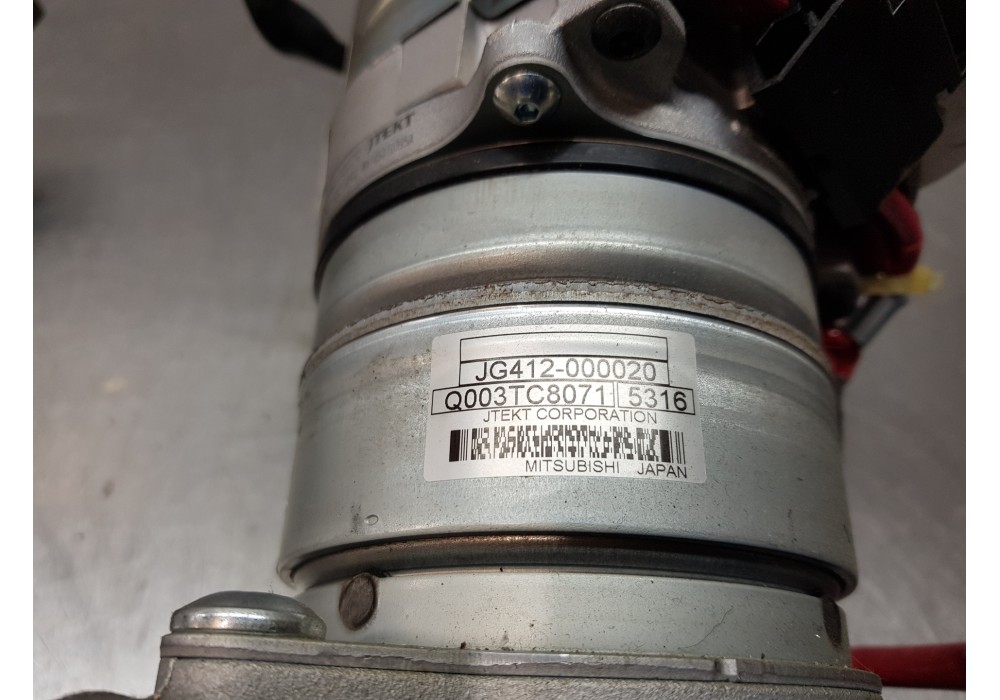 JTEKT
JG412-000020
Q003TC8071 5316
JTEKT CORPORATION
MITSUBISHI JAPAN